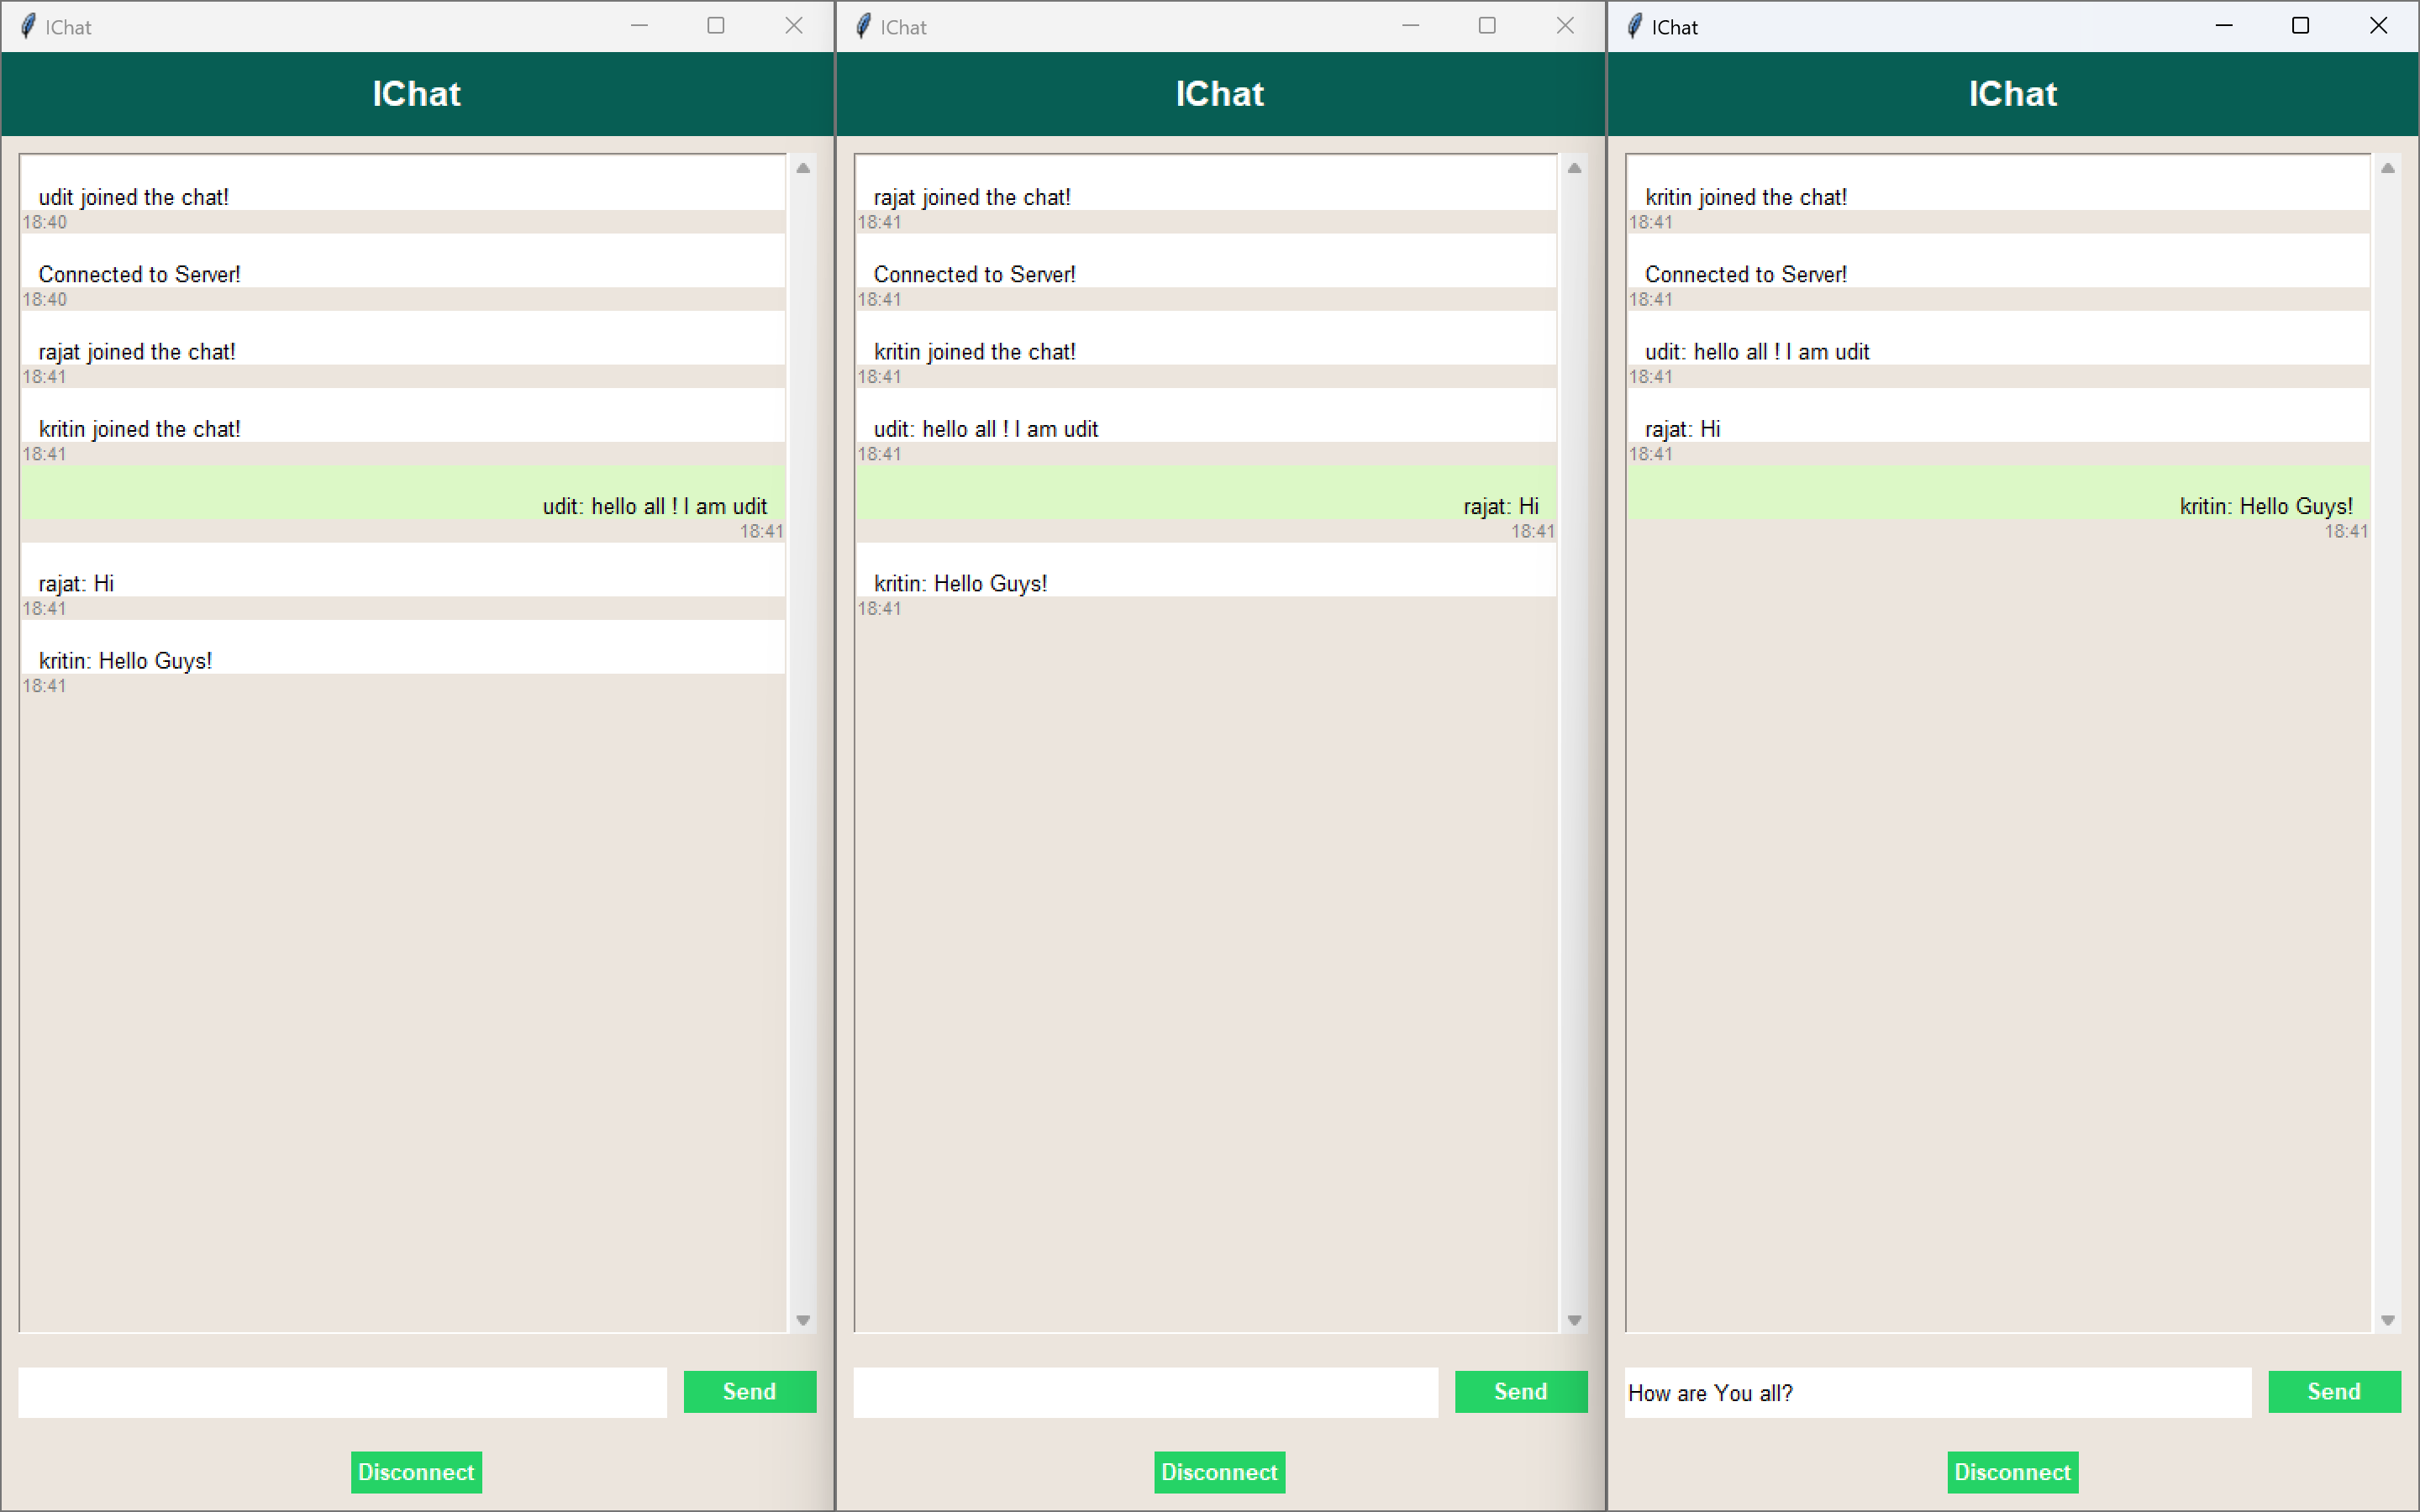 IChat
IChat
udit joined the chat!
18:40
Connected to Server!
18:40
rajat joined the chat!
18:41
kritin joined the chat!
18:41
udit: hello all ! I am udit
18:41
rajat: Hi
18:41
kritin: Hello Guys!
18:41
Send
Disconnect
IChat
IChat
rajat joined the chat!
18:41
Connected to Server!
18:41
kritin joined the chat!
18:41
udit: hello all ! I am udit
18:41
rajat: Hi
18:41
kritin: Hello Guys!
18:41
Send
Disconnect
IChat
IChat
kritin joined the chat!
18:41
Connected to Server!
18:41
udit: hello all ! I am udit
18:41
rajat: Hi
18:41
kritin: Hello Guys!
18:41
How are You all?
Send
Disconnect